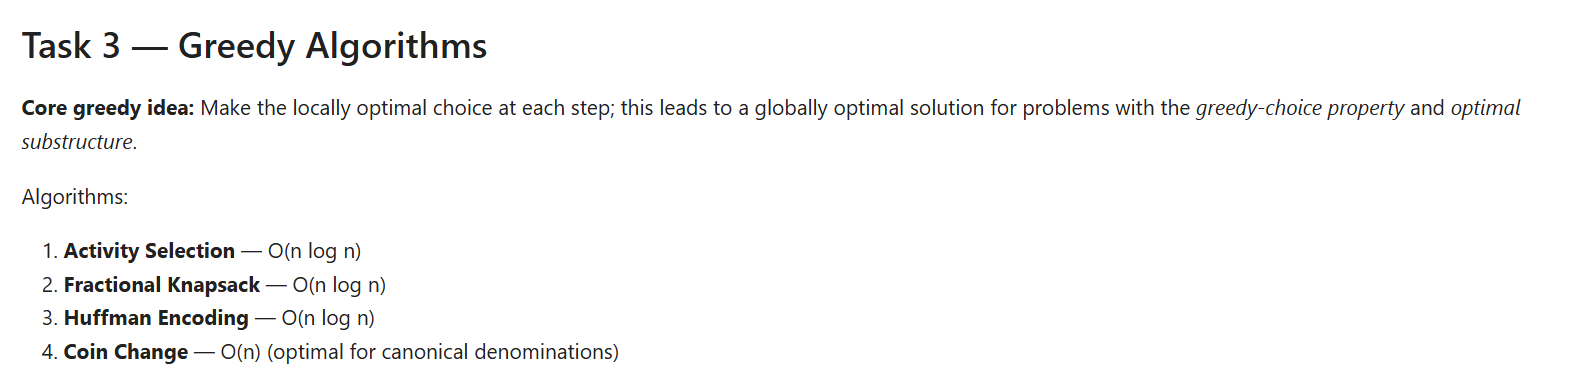 Task 3 — Greedy Algorithms
Core greedy idea: Make the locally optimal choice at each step; this leads to a globally optimal solution for problems with the greedy-choice property and optimal
substructure.
Algorithms:
1. Activity Selection — O(n log n)
2. Fractional Knapsack — O(n log n)
3. Huffman Encoding — O(n log n)
4. Coin Change — O(n) (optimal for canonical denominations)